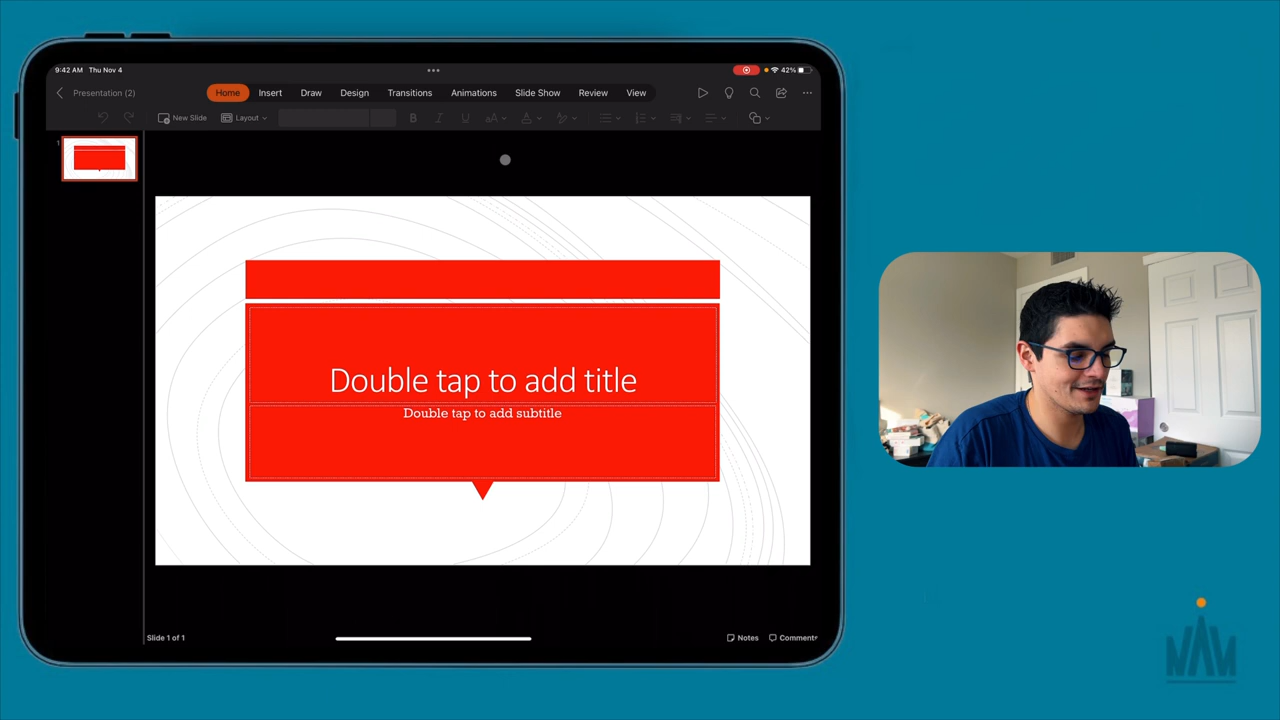 9:42 AM Thu Nov 4
42%
Presentation (2)
Home Insert Draw Design Transitions Animations Slide Show Review View
New Slide Layout B I U AA A
1
Double tap to add title
Double tap to add subtitle
Slide 1 of 1
Notes Comments